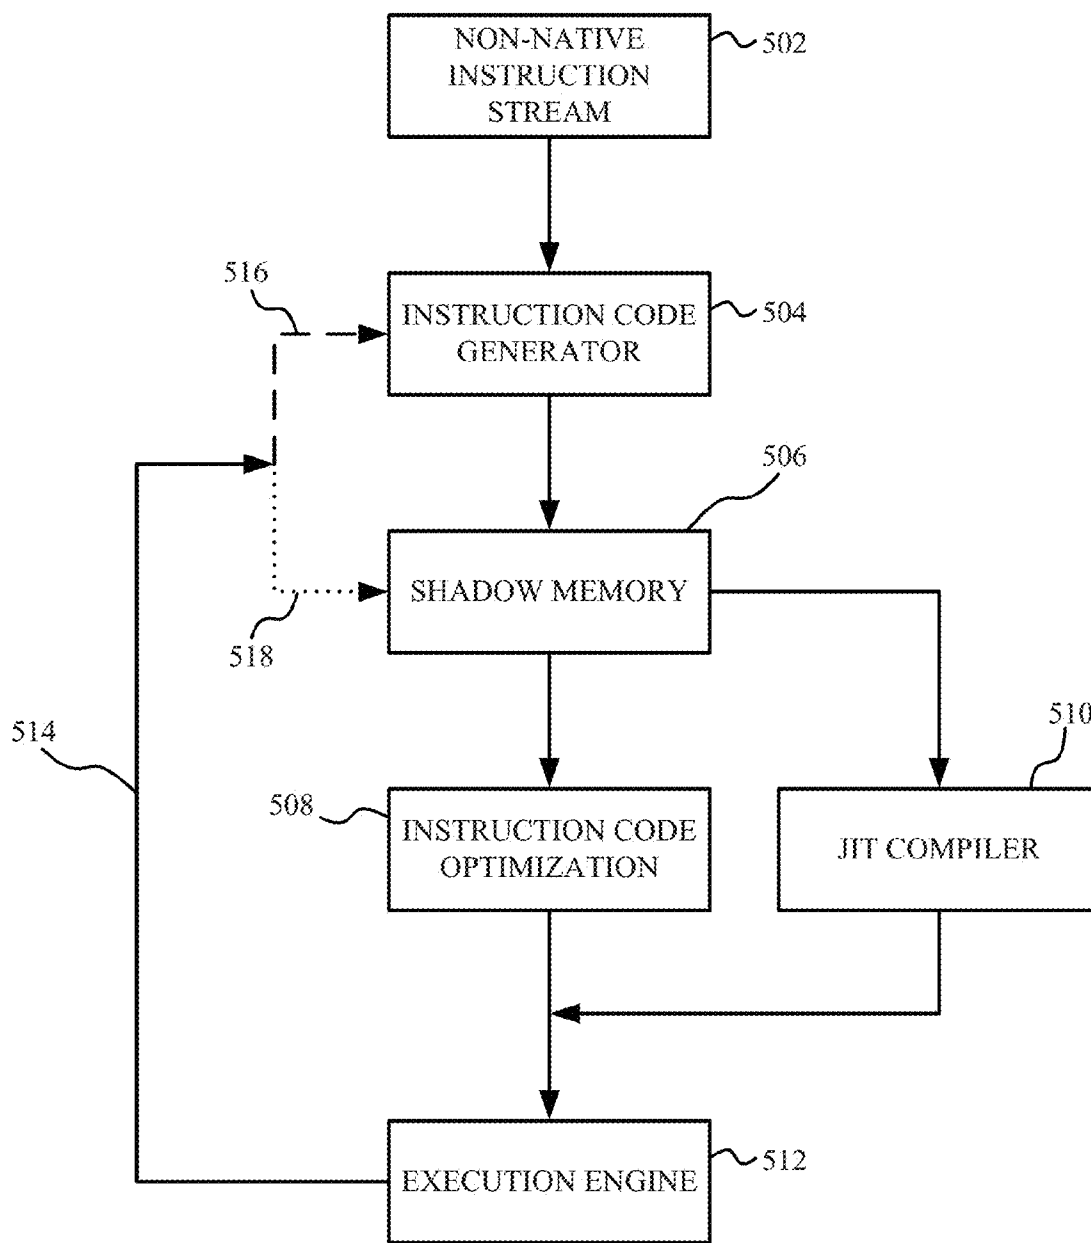 NON-NATIVE
INSTRUCTION
STREAM
502
516
INSTRUCTION CODE
GENERATOR
504
506
SHADOW MEMORY
518
514
510
508
INSTRUCTION CODE
OPTIMIZATION
JIT COMPILER
EXECUTION ENGINE
512